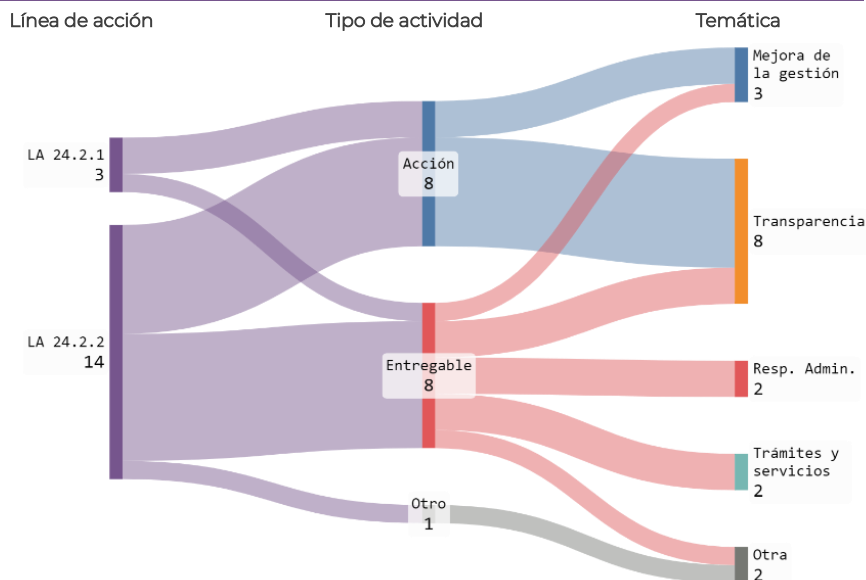 Línea de acción
Tipo de actividad
Temática
LA 24.2.1
3
LA 24.2.2
14
Acción
8
Entregable
8
Otro
1
Mejora de
la gestión
3
Transparencia
8
Resp. Admin.
2
Trámites y
servicios
2
Otra
2